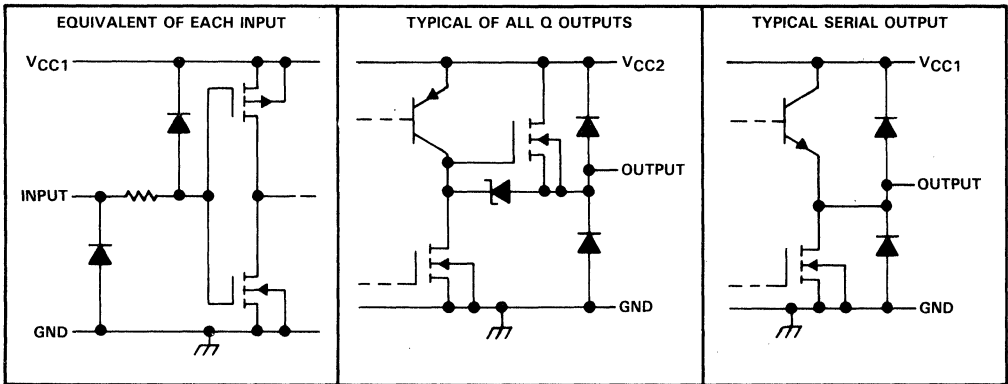 EQUIVALENT OF EACH INPUT
VCC1
INPUT
GND
TYPICAL OF ALL Q OUTPUTS
VCC2
OUTPUT
GND
TYPICAL SERIAL OUTPUT
VCC1
OUTPUT
GND